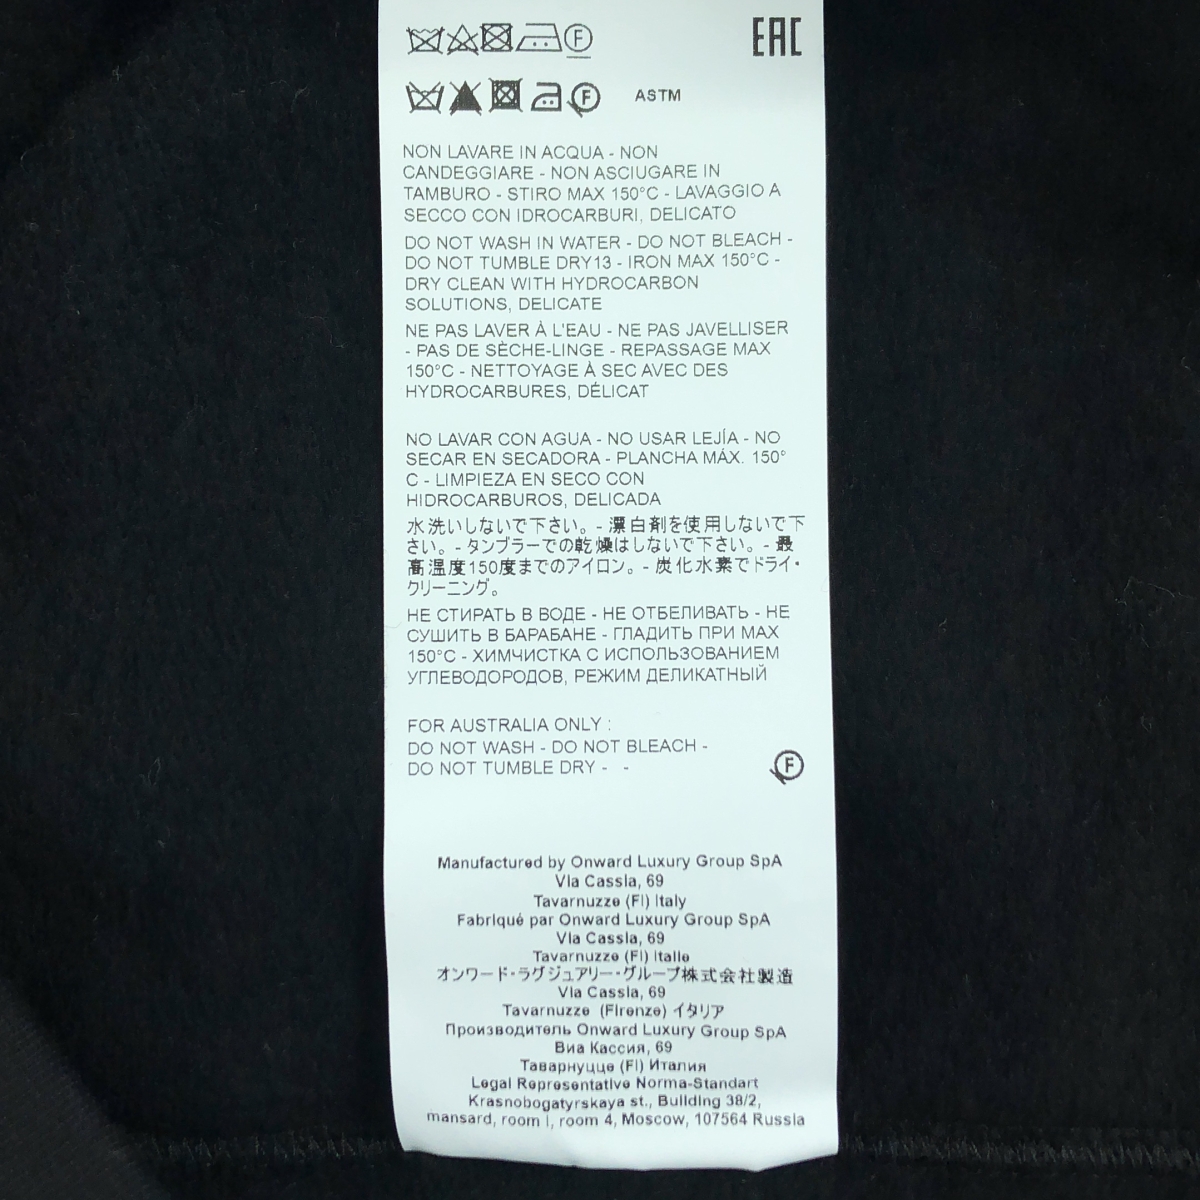 F EAC
F ASTM
NON LAVARE IN ACQUA - NON
CANDEGGIARE - NON ASCIUGARE IN
TAMBURO - STIRO MAX 150°C - LAVAGGIO A
SECCO CON IDROCARBURI, DELICATO
DO NOT WASH IN WATER - DO NOT BLEACH -
DO NOT TUMBLE DRY13 - IRON MAX 150°C -
DRY CLEAN WITH HYDROCARBON
SOLUTIONS, DELICATE
NE PAS LAVER À L'EAU - NE PAS JAVELLISER
- PAS DE SÈCHE-LINGE - REPASSAGE MAX
150°C - NETTOYAGE À SEC AVEC DES
HYDROCARBURES, DÉLICAT
NO LAVAR CON AGUA - NO USAR LEJÍA - NO
SECAR EN SECADORA - PLANCHA MÁX. 150°
C - LIMPIEZA EN SECO CON
HIDROCARBUROS, DELICADA
水洗いしないで下さい。- 漂白剤を使用しないで下
さい。- タンブラーでの乾燥はしないで下さい。- 最
高温度150度までのアイロン。- 炭化水素でドライ・
クリーニング。
НЕ СТИРАТЬ В ВОДЕ - НЕ ОТБЕЛИВАТЬ - НЕ
СУШИТЬ В БАРАБАНЕ - ГЛАДИТЬ ПРИ MAX
150°C - ХИМЧИСТКА С ИСПОЛЬЗОВАНИЕМ
УГЛЕВОДОРОДОВ, РЕЖИМ ДЕЛИКАТНЫЙ
FOR AUSTRALIA ONLY :
DO NOT WASH - DO NOT BLEACH -
DO NOT TUMBLE DRY - - F
Manufactured by Onward Luxury Group SpA
Via Cassia, 69
Tavarnuzze (FI) Italy
Fabriqué par Onward Luxury Group SpA
Via Cassia, 69
Tavarnuzze (FI) Italie
オンワード・ラグジュアリー・グループ株式会社製造
Via Cassia, 69
Tavarnuzze (Firenze) イタリア
Производитель Onward Luxury Group SpA
Виа Кассия, 69
Таварнуцце (FI) Италия
Legal Representative Norma-Standart
Krasnobogatyrskaya st., Building 38/2,
mansard, room I, room 4, Moscow, 107564 Russia